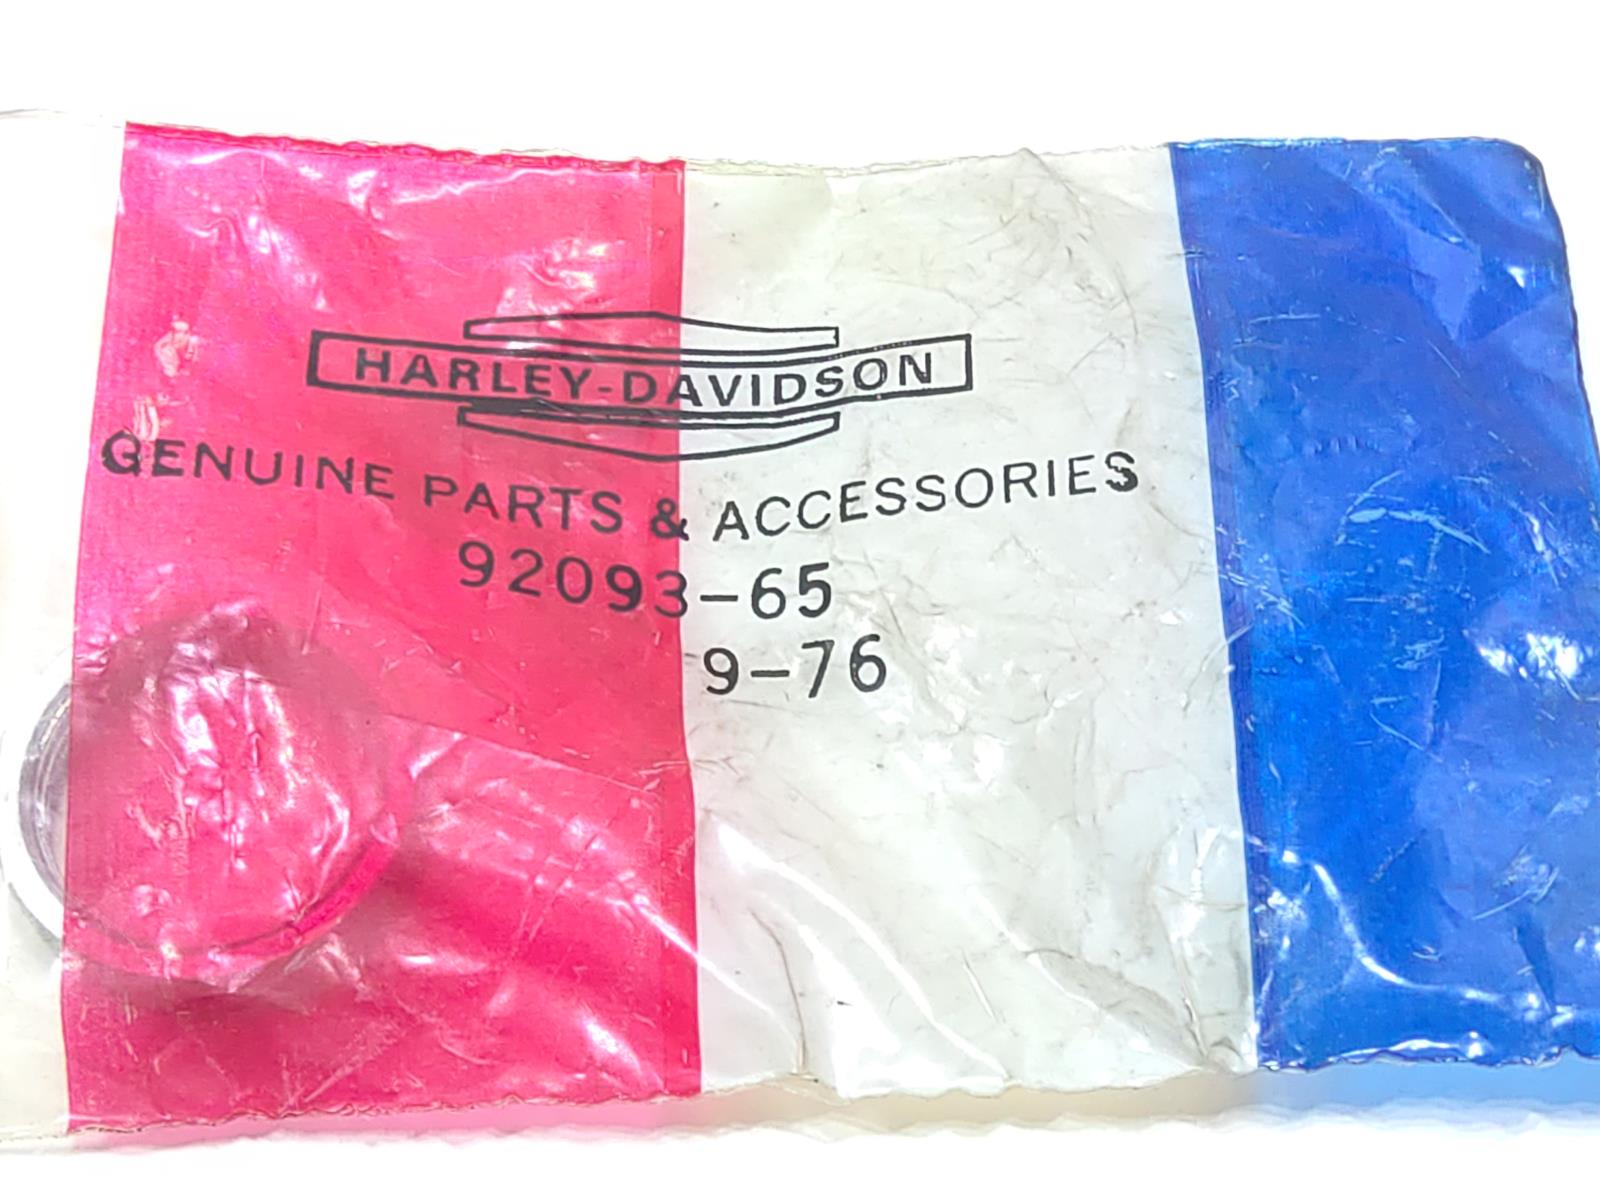 HARLEY-DAVIDSON
GENUINE PARTS & ACCESSORIES
92093-65
9-76